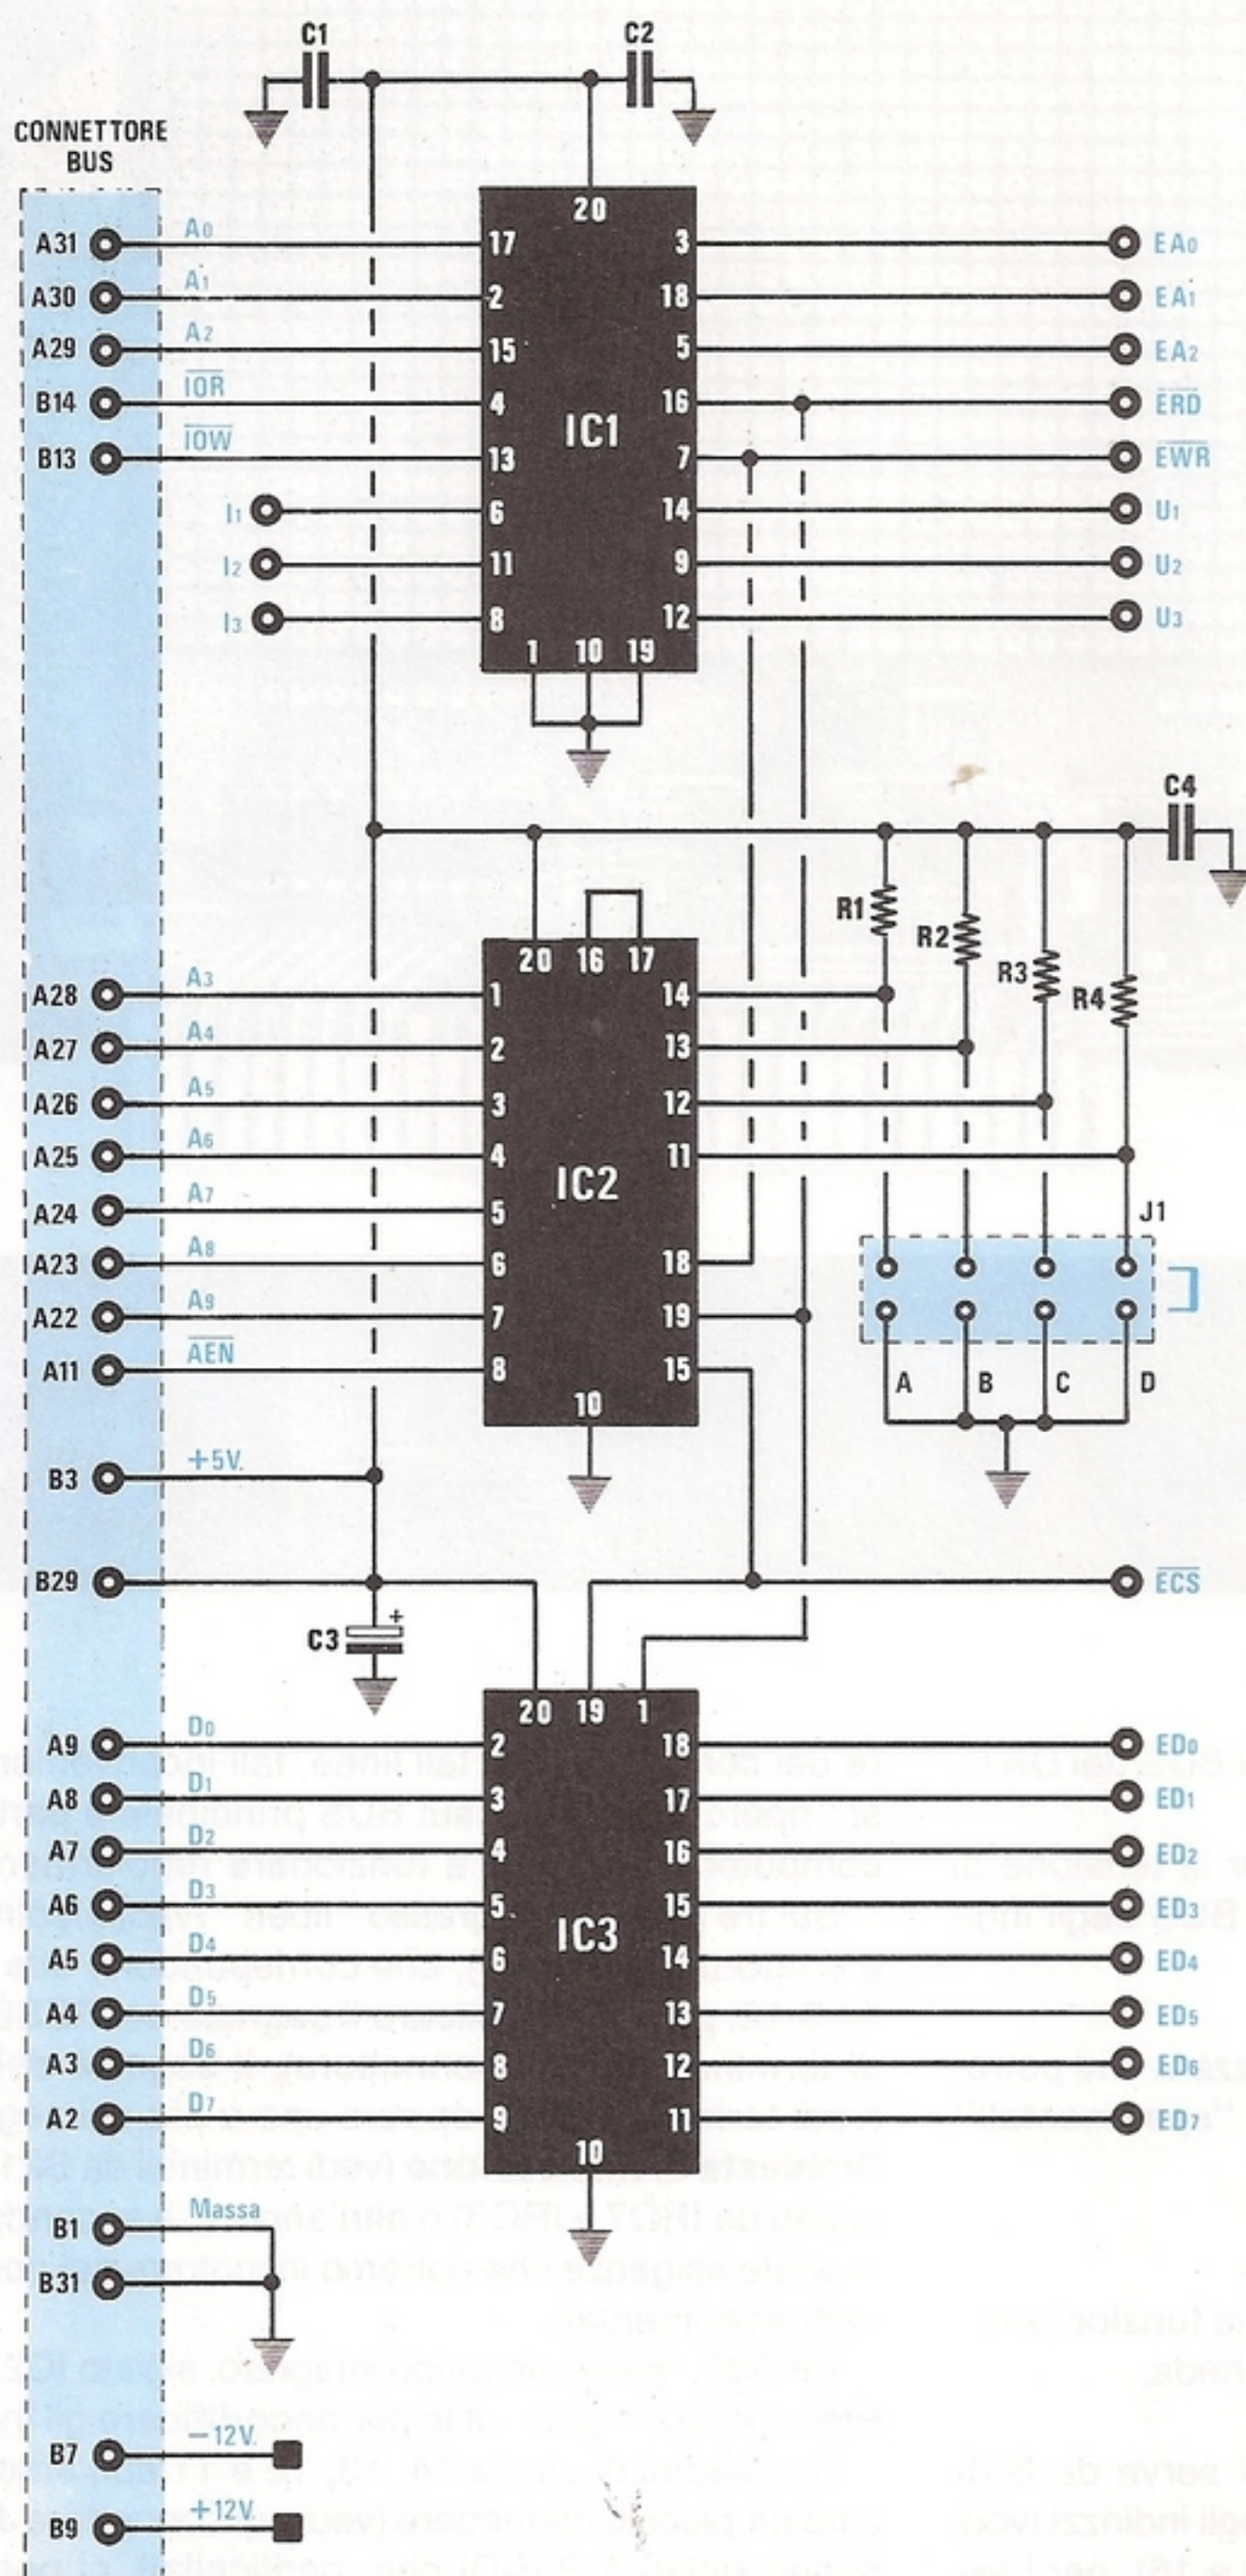 C1 C2
CONNETTORE
BUS
20
A31 A0 17 3 EA0
A30 A1 2 18 EA1
A29 A2 15 5 EA2
B14 IOR 4 IC1 16 ERD
B13 IOW 13 7 EWR
I1 6 14 U1
I2 11 9 U2
I3 8 12 U3
1 10 19
C4
R1 R2 R3 R4
20 16 17
A28 A3 1 14
A27 A4 2 13
A26 A5 3 12
A25 A6 4 11
IC2
A24 A7 5
J1
A23 A8 6 18
A22 A9 7 19
A11 AEN 8 15
A B C D
10
B3 +5V.
B29 ECS
C3 +
20 19 1
A9 D0 2 18 ED0
A8 D1 3 17 ED1
A7 D2 4 16 ED2
A6 D3 5 15 ED3
IC3
A5 D4 6 14 ED4
A4 D5 7 13 ED5
A3 D6 8 12 ED6
A2 D7 9 11 ED7
10
B1 Massa
B31
B7 −12V.
B9 +12V.